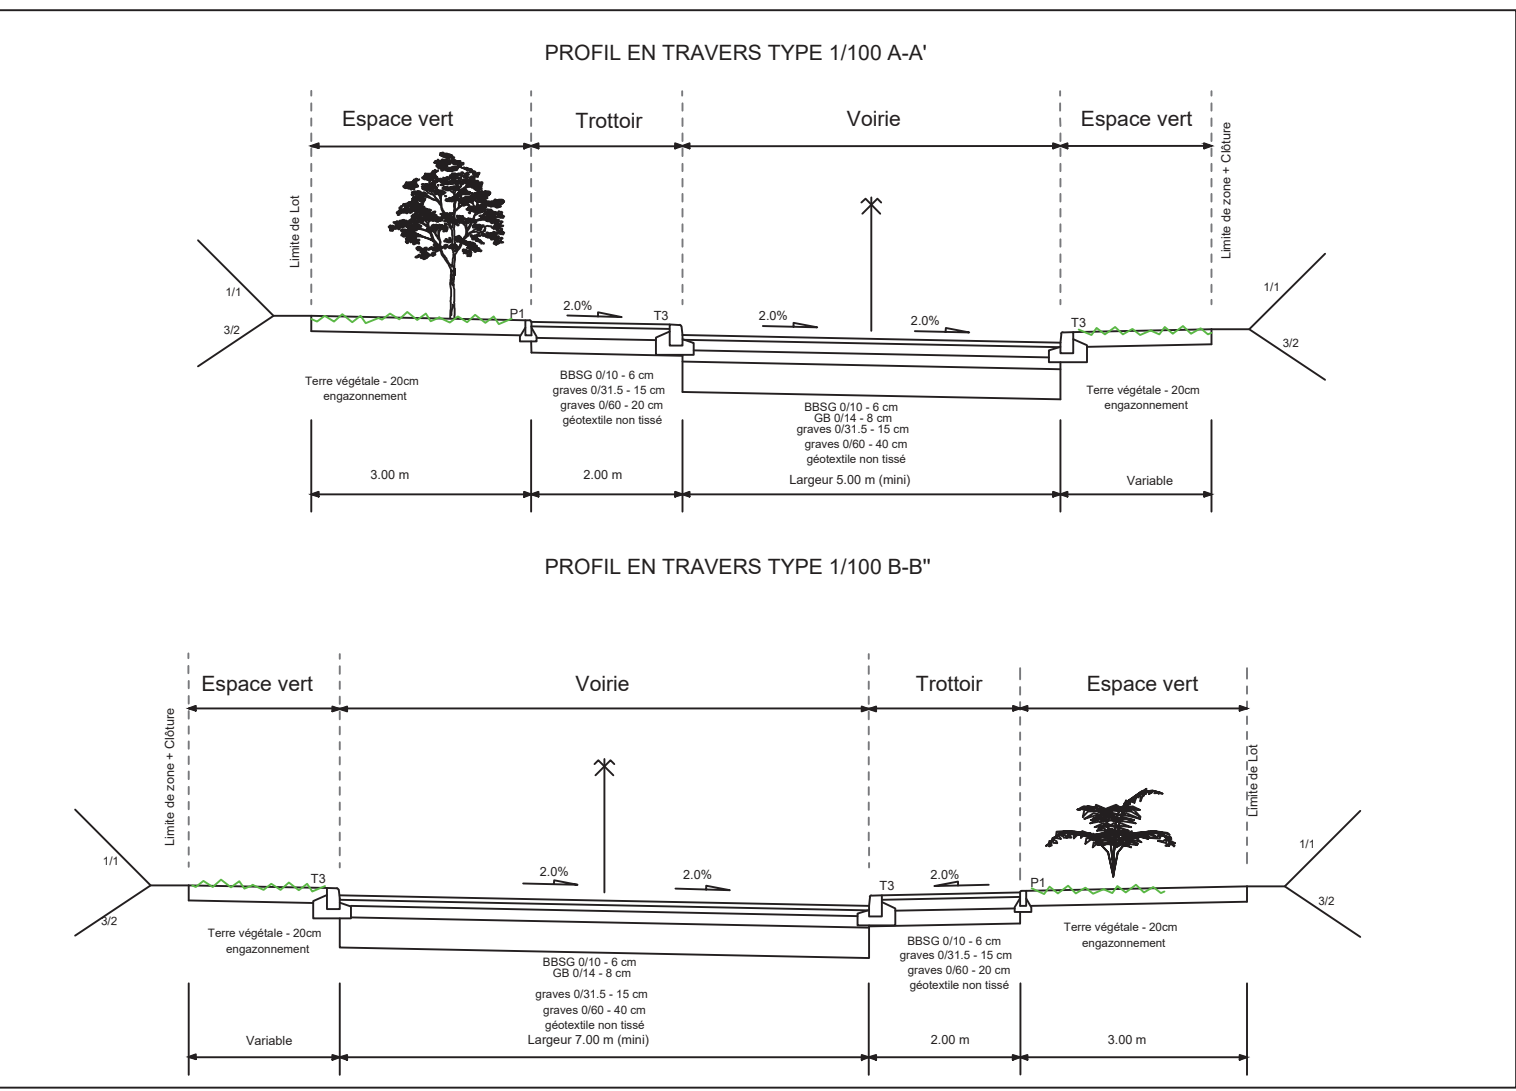 PROFIL EN TRAVERS TYPE 1/100 A-A'
Espace vert
Trottoir
Voirie
Espace vert
Limite de Lot
Limite de zone + Clôture
1/1
3/2
P1
2.0%
T3
2.0%
2.0%
T3
1/1
3/2
Terre végétale - 20cm
engazonnement
BBSG 0/10 - 6 cm
graves 0/31.5 - 15 cm
graves 0/60 - 20 cm
géotextile non tissé
BBSG 0/10 - 6 cm
GB 0/14 - 8 cm
graves 0/31.5 - 15 cm
graves 0/60 - 40 cm
géotextile non tissé
Terre végétale - 20cm
engazonnement
3.00 m
2.00 m
Largeur 5.00 m (mini)
Variable
PROFIL EN TRAVERS TYPE 1/100 B-B"
Espace vert
Voirie
Trottoir
Espace vert
Limite de zone + Clôture
Limite de Lot
1/1
3/2
T3
2.0%
2.0%
T3
2.0%
P1
1/1
3/2
Terre végétale - 20cm
engazonnement
BBSG 0/10 - 6 cm
GB 0/14 - 8 cm
graves 0/31.5 - 15 cm
graves 0/60 - 40 cm
géotextile non tissé
BBSG 0/10 - 6 cm
graves 0/31.5 - 15 cm
graves 0/60 - 20 cm
géotextile non tissé
Terre végétale - 20cm
engazonnement
Variable
Largeur 7.00 m (mini)
2.00 m
3.00 m